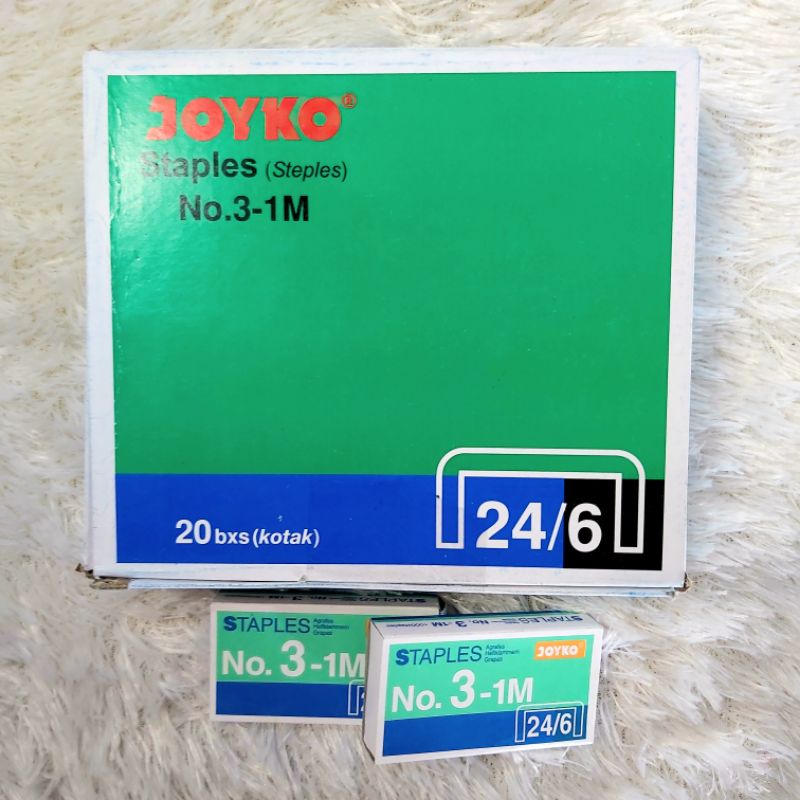 JOYKO®
Staples (Steples)
No.3-1M
24/6
20 bxs (kotak)
STAPLES
No. 3-1M
STAPLES
JOYKO
No. 3-1M
24/6